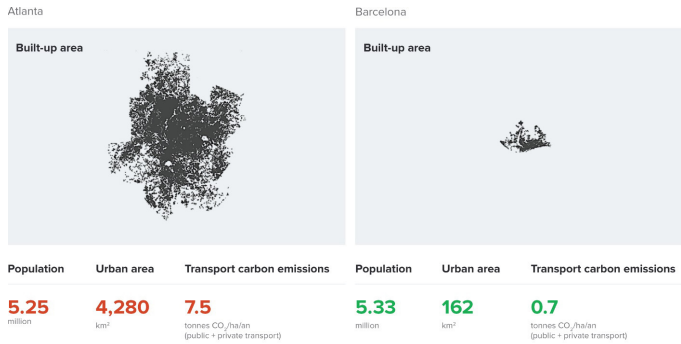 Atlanta
Built-up area
Population Urban area Transport carbon emissions
5.25 4,280 7.5
million km² tonnes CO₂/ha/an
(public + private transport)
Barcelona
Built-up area
Population Urban area Transport carbon emissions
5.33 162 0.7
million km² tonnes CO₂/ha/an
(public + private transport)